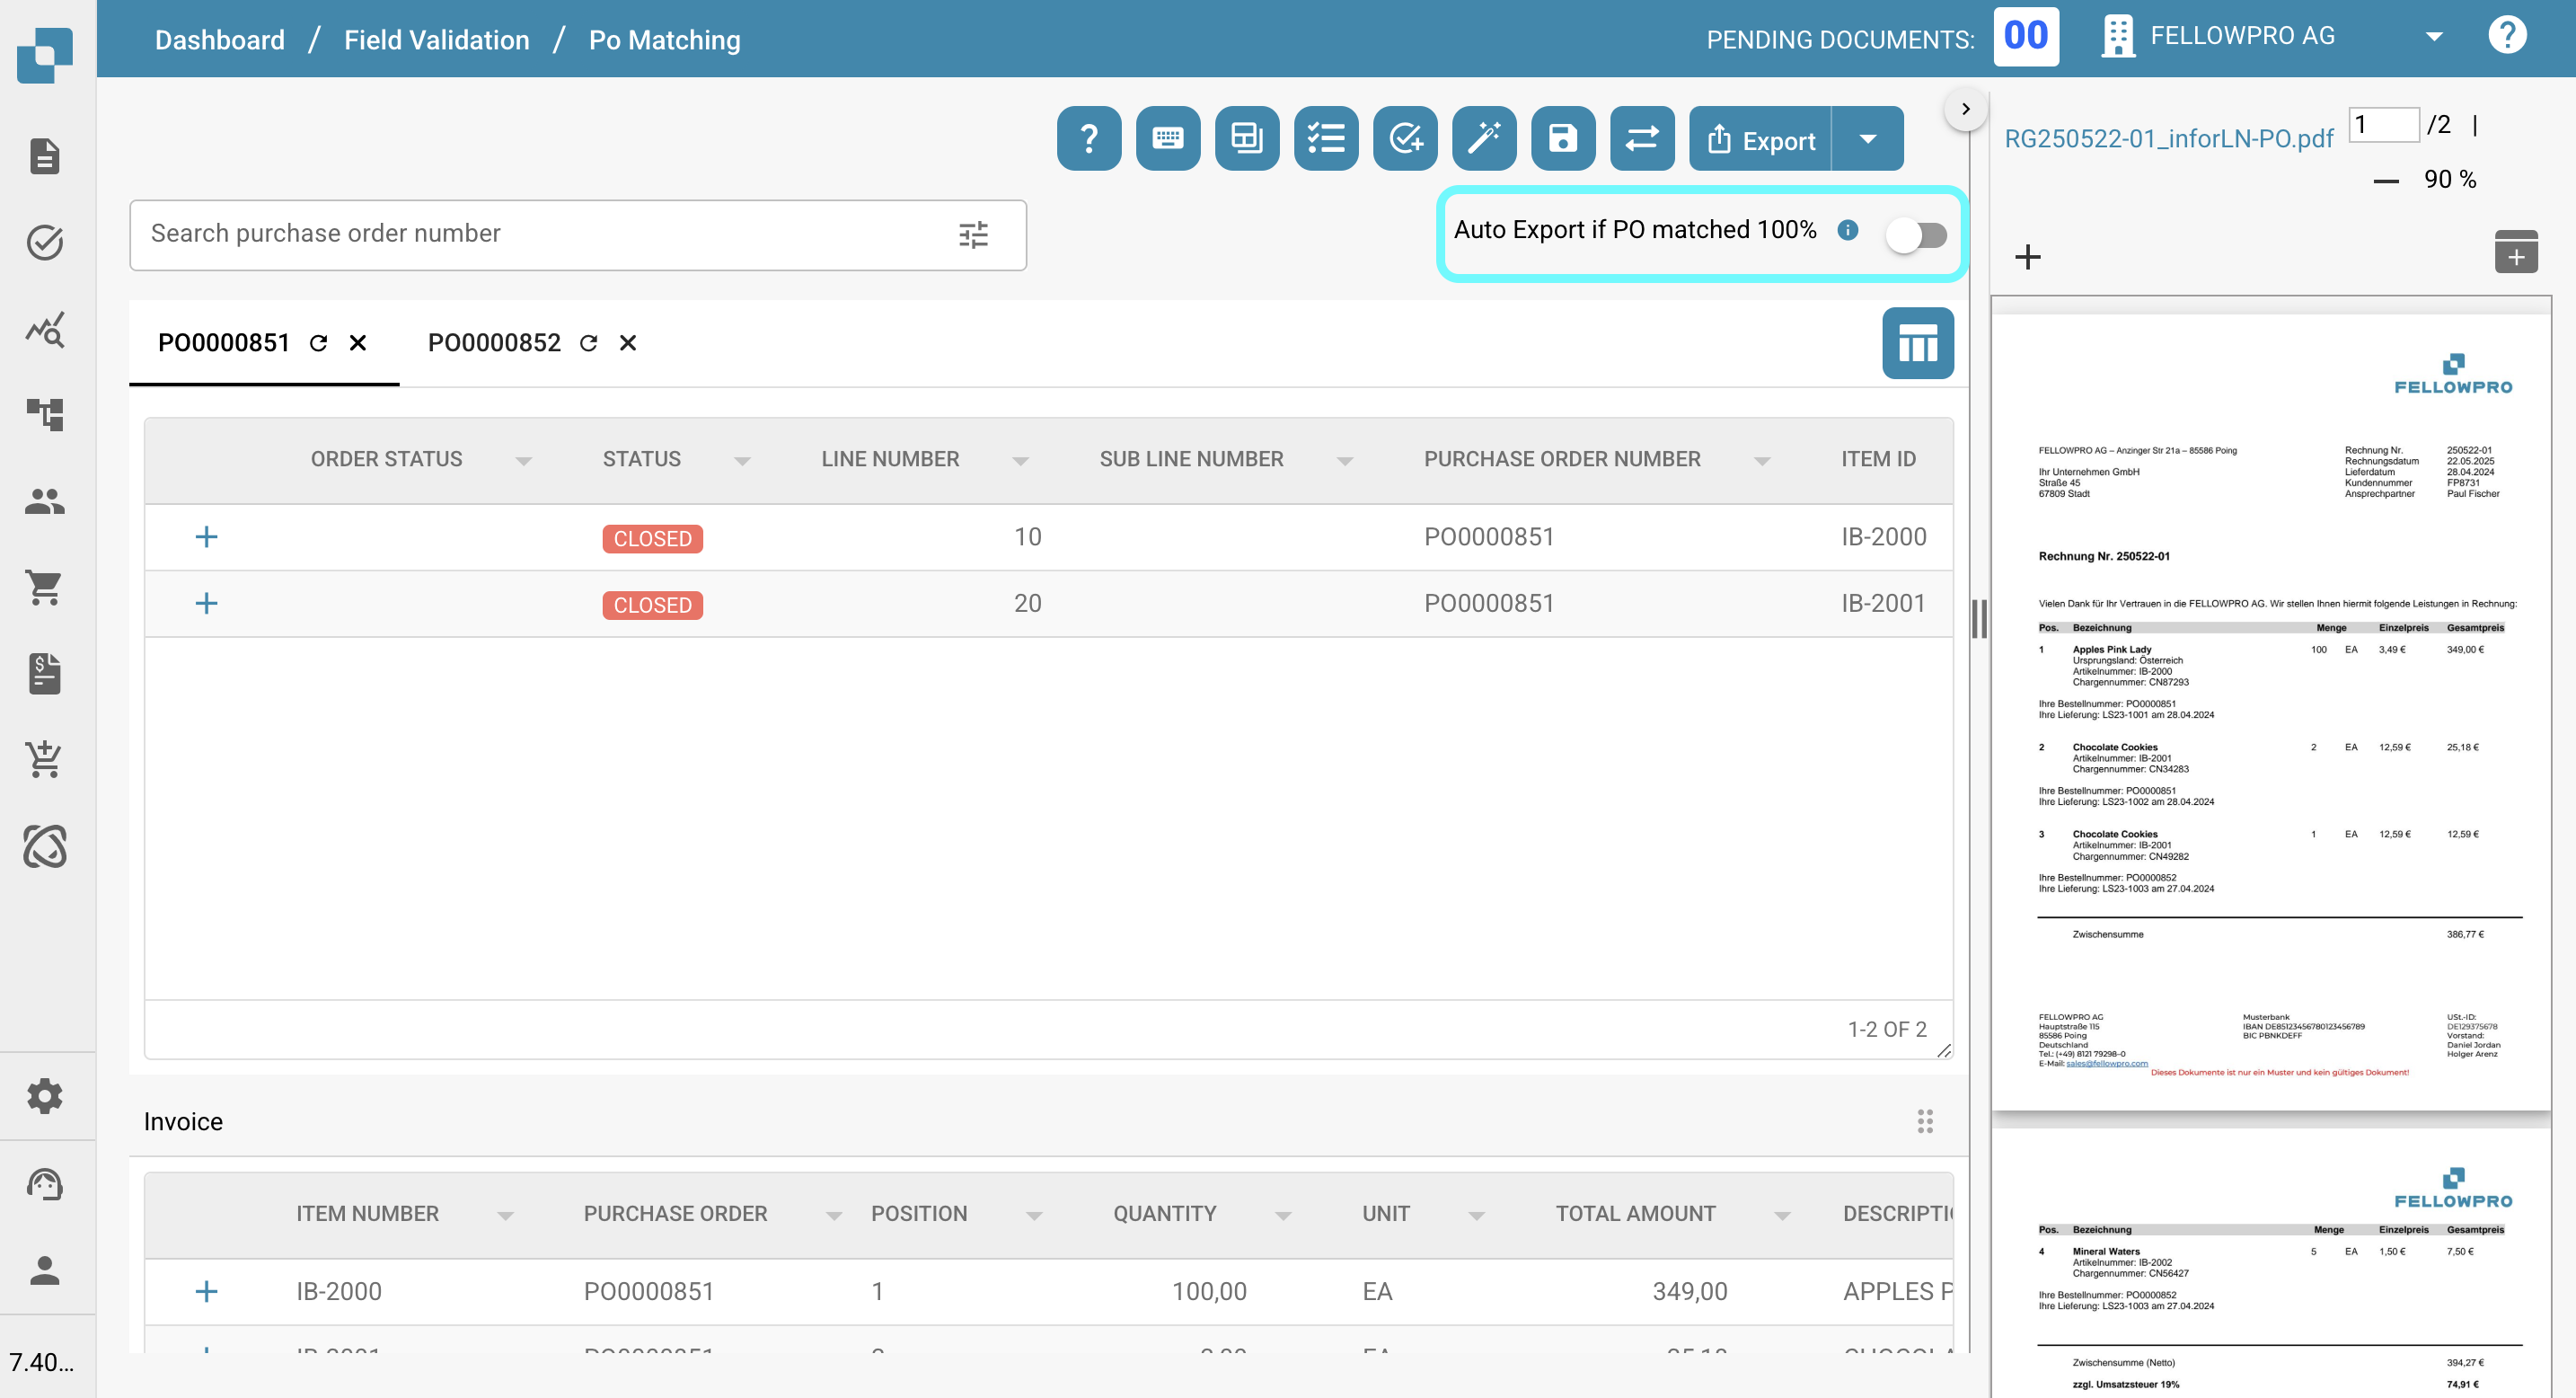 Dashboard / Field Validation / Po Matching
PENDING DOCUMENTS: 00
FELLOWPRO AG
?
? Export
Search purchase order number
Auto Export if PO matched 100% i
PO0000851
PO0000852
ORDER STATUS STATUS LINE NUMBER SUB LINE NUMBER PURCHASE ORDER NUMBER ITEM ID
CLOSED 10 PO0000851 IB-2000
CLOSED 20 PO0000851 IB-2001
1-2 OF 2
Invoice
ITEM NUMBER PURCHASE ORDER POSITION QUANTITY UNIT TOTAL AMOUNT
IB-2000 PO0000851 1 100,00 EA 349,00 APPLES
7.40...
RG250522-01_inforLN-PO.pdf 1 /2 |
— 90 %
FELLOWPRO
FELLOWPRO AG – Anzinger Str 21a – 85586 Poing
Ihr Unternehmen GmbH
Straße 45
67809 Stadt
Rechnung Nr. 250522-01
Rechnungsdatum 22.05.2025
Lieferdatum 28.04.2024
Kundennummer FP8731
Ansprechpartner Paul Fischer
Rechnung Nr. 250522-01
Vielen Dank für Ihr Vertrauen in die FELLOWPRO AG. Wir stellen Ihnen hiermit folgende Leistungen in Rechnung:
Pos. Bezeichnung Menge Einzelpreis Gesamtpreis
1 Apples Pink Lady 100 EA 3,49 € 349,00 €
Ursprungsland: Österreich
Artikelnummer: IB-2000
Chargennummer: CN87293
Ihre Bestellnummer: PO0000851
Ihre Lieferung: LS23-1001 am 28.04.2024
2 Chocolate Cookies 2 EA 12,59 € 25,18 €
Artikelnummer: IB-2001
Chargennummer: CN34283
Ihre Bestellnummer: PO0000851
Ihre Lieferung: LS23-1002 am 28.04.2024
3 Chocolate Cookies 1 EA 12,59 € 12,59 €
Artikelnummer: IB-2001
Chargennummer: CN49282
Ihre Bestellnummer: PO0000852
Ihre Lieferung: LS23-1003 am 27.04.2024
Zwischensumme 386,77 €
FELLOWPRO AG
Hauptstraße 115
85586 Poing
Deutschland
Tel.: (+49) 8121 79298-0
E-Mail: sales@fellowpro.com
Musterbank
IBAN DE85123456780123456789
BIC PBNKDEFF
USt.-ID:
DE129375678
Vorstand:
Daniel Jordan
Holger Arenz
Dieses Dokumente ist nur ein Muster und kein gültiges Dokument!
FELLOWPRO
Pos. Bezeichnung Menge Einzelpreis Gesamtpreis
4 Mineral Waters 5 EA 1,50 € 7,50 €
Artikelnummer: IB-2002
Chargennummer: CN56427
Ihre Bestellnummer: PO0000852
Ihre Lieferung: LS23-1003 am 27.04.2024
Zwischensumme (Netto) 394,27 €
zzgl. Umsatzsteuer 19% 74,91 €